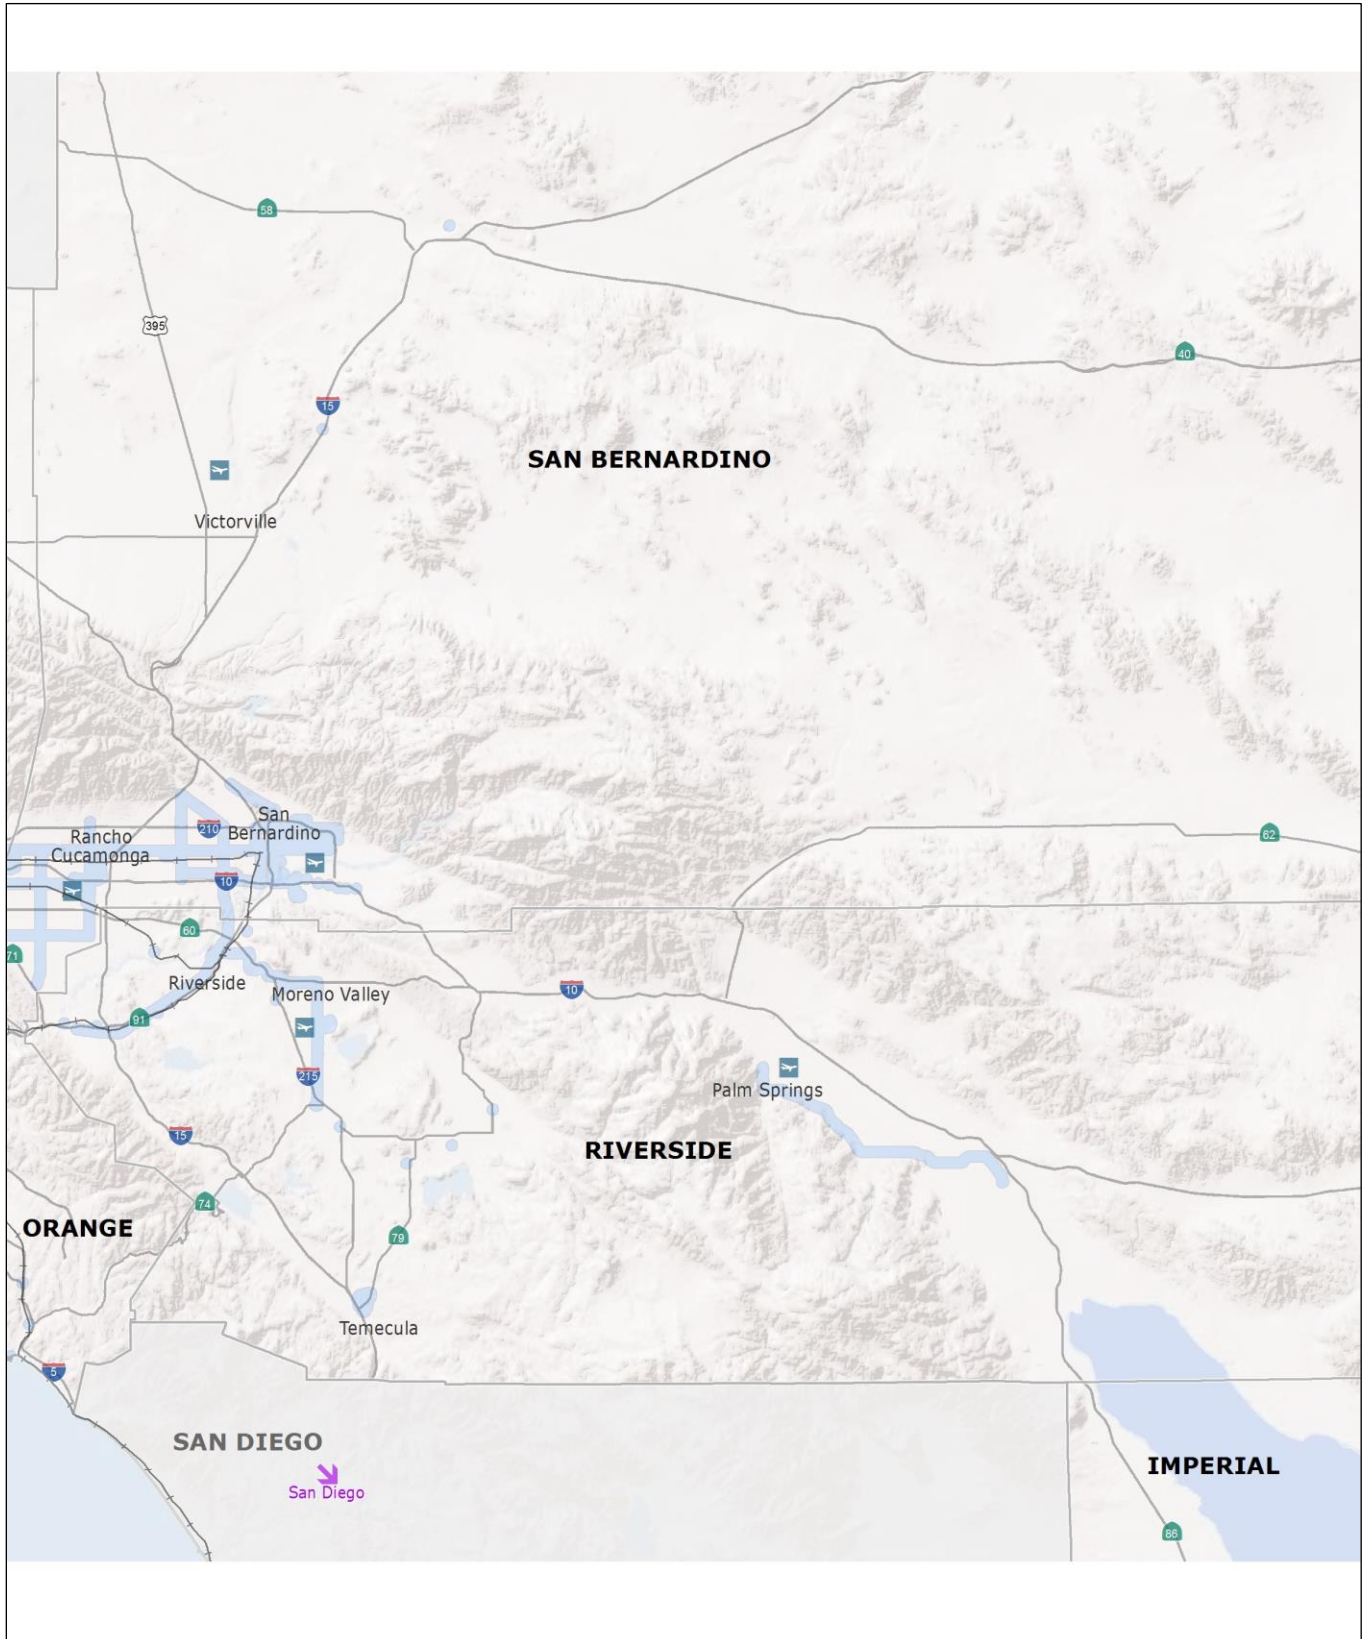 58
395
40
15
SAN BERNARDINO
Victorville
San
Bernardino
210
Rancho
Cucamonga
62
10
60
71
Riverside
Moreno Valley
10
91
215
Palm Springs
15
RIVERSIDE
74
ORANGE
79
Temecula
5
SAN DIEGO
San Diego
IMPERIAL
86